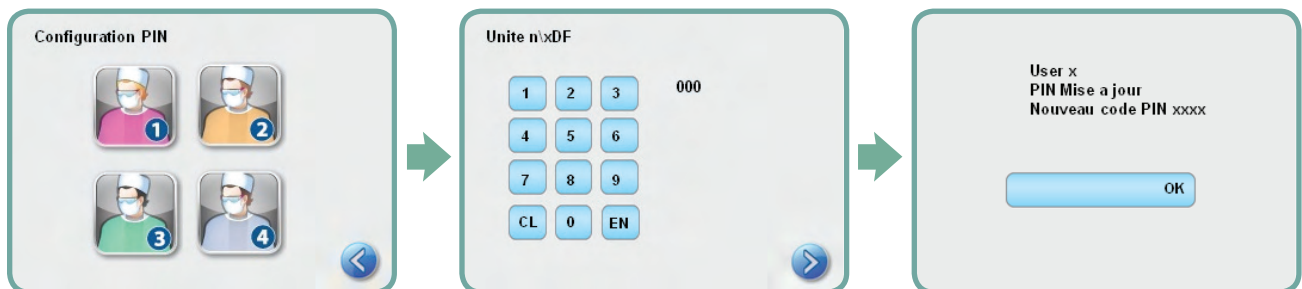 Configuration PIN
1
2
3
4
Unite n\xDF
1 2 3 000
4 5 6
7 8 9
CL 0 EN
User x
PIN Mise a jour
Nouveau code PIN xxxx
OK